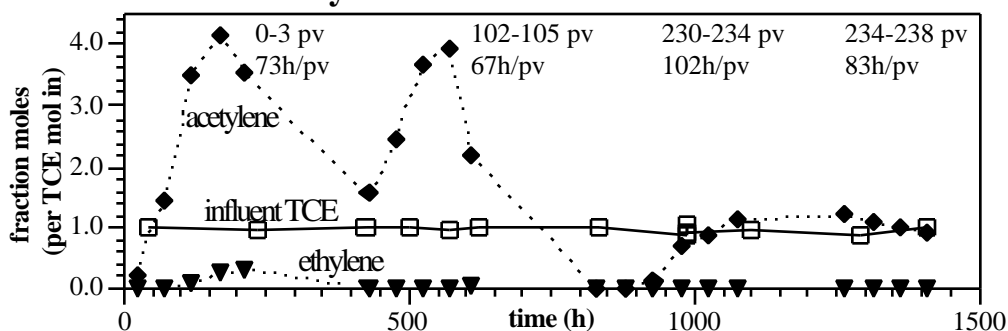 0-3 pv 102-105 pv 230-234 pv 234-238 pv
73h/pv 67h/pv 102h/pv 83h/pv
fraction moles
(per TCE mol in)
4.0
3.0
2.0
1.0
0.0
acetylene
influent TCE
ethylene
0 500 1000 1500
time (h)